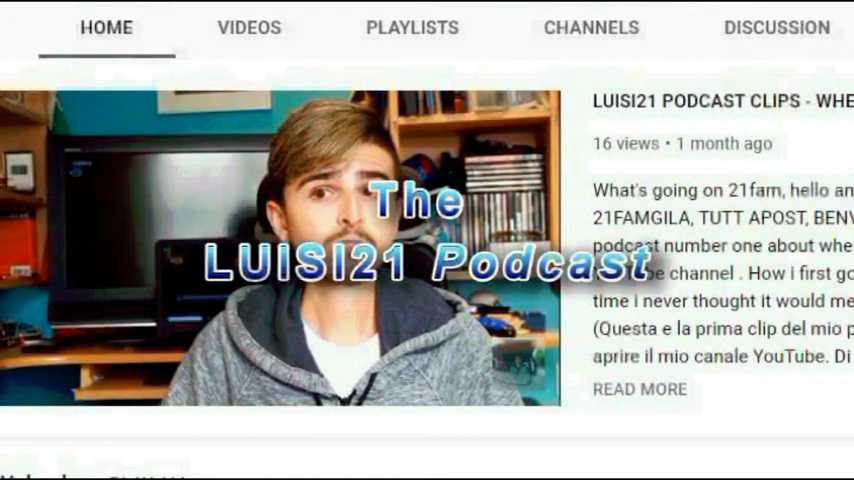 HOME VIDEOS PLAYLISTS CHANNELS DISCUSSION
LUISI21 PODCAST CLIPS - WHE
16 views • 1 month ago
The
LUISI21 Podcast
What's going on 21fam, hello an
21FAMGILA, TUTT APOST, BENV
podcast number one about whe
be channel . How i first go
time i never thought it would me
(Questa e la prima clip del mio p
aprire il mio canale YouTube. Di
READ MORE